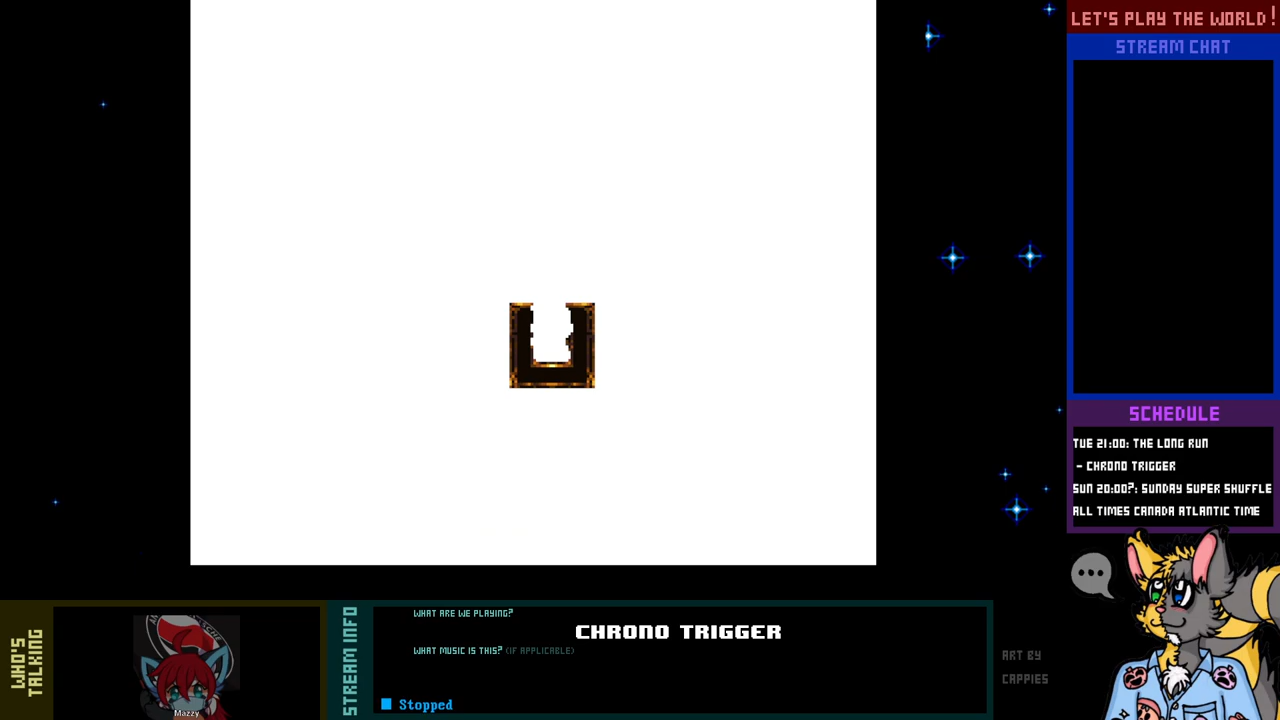 LET'S PLAY THE WORLD!
STREAM CHAT
SCHEDULE
TUE 21:00: THE LONG RUN
- CHRONO TRIGGER
SUN 20:00?: SUNDAY SUPER SHUFFLE
ALL TIMES CANADA ATLANTIC TIME
WHO'S TALKING
Mazzy
STREAM INFO
WHAT ARE WE PLAYING?
CHRONO TRIGGER
WHAT MUSIC IS THIS? (IF APPLICABLE)
Stopped
ART BY
CAPPIES